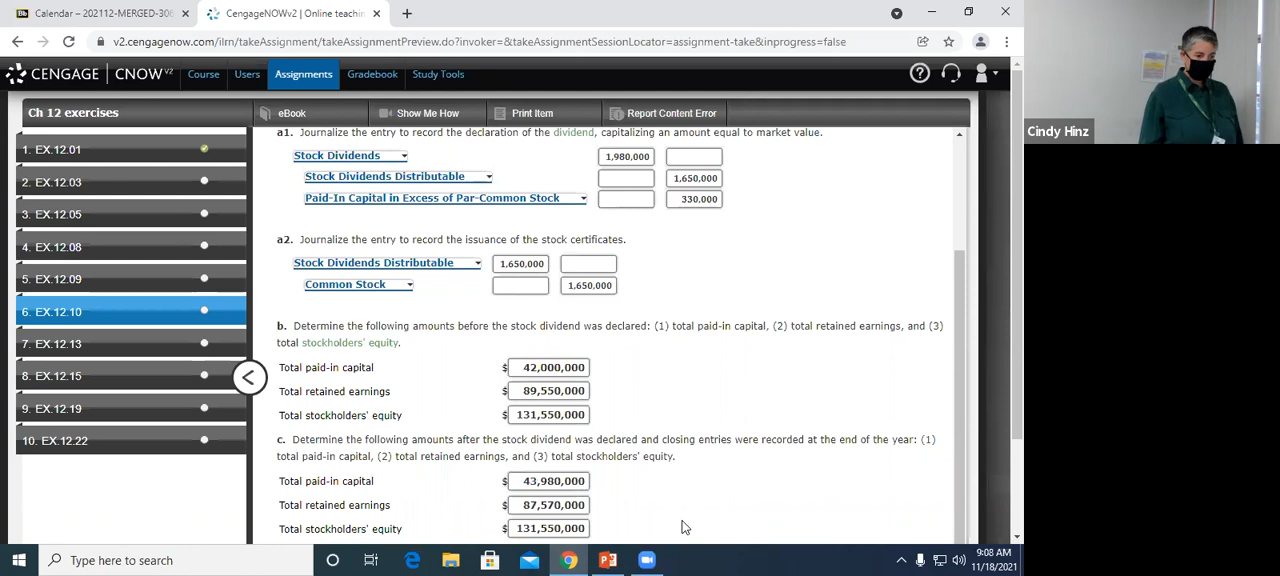 Calendar – 202112-MERGED-306
CengageNOWv2 | Online teachin
v2.cengagenow.com/ilrn/takeAssignment/takeAssignmentPreview.do?invoker=&takeAssignmentSessionLocator=assignment-take&inprogress=false
CENGAGE | CNOWv2 Course Users Assignments Gradebook Study Tools
Ch 12 exercises eBook Show Me How Print Item Report Content Error
1. EX.12.01
2. EX.12.03
3. EX.12.05
4. EX.12.08
5. EX.12.09
6. EX.12.10
7. EX.12.13
8. EX.12.15
9. EX.12.19
10. EX.12.22
a1. Journalize the entry to record the declaration of the dividend, capitalizing an amount equal to market value.
Stock Dividends 1,980,000
Stock Dividends Distributable 1,650,000
Paid-In Capital in Excess of Par-Common Stock 330,000
a2. Journalize the entry to record the issuance of the stock certificates.
Stock Dividends Distributable 1,650,000
Common Stock 1,650,000
b. Determine the following amounts before the stock dividend was declared: (1) total paid-in capital, (2) total retained earnings, and (3)
total stockholders' equity.
Total paid-in capital $ 42,000,000
Total retained earnings $ 89,550,000
Total stockholders' equity $ 131,550,000
c. Determine the following amounts after the stock dividend was declared and closing entries were recorded at the end of the year: (1)
total paid-in capital, (2) total retained earnings, and (3) total stockholders' equity.
Total paid-in capital $ 43,980,000
Total retained earnings $ 87,570,000
Total stockholders' equity $ 131,550,000
Type here to search
9:08 AM
11/18/2021
Cindy Hinz